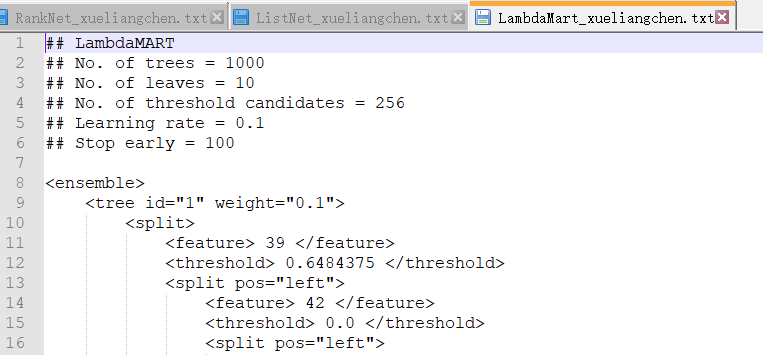 RankNet_xueliangchen.txt ListNet_xueliangchen.txt LambdaMart_xueliangchen.txt
1 ## LambdaMART
2 ## No. of trees = 1000
3 ## No. of leaves = 10
4 ## No. of threshold candidates = 256
5 ## Learning rate = 0.1
6 ## Stop early = 100
7
8 <ensemble>
9 <tree id="1" weight="0.1">
10 <split>
11 <feature> 39 </feature>
12 <threshold> 0.6484375 </threshold>
13 <split pos="left">
14 <feature> 42 </feature>
15 <threshold> 0.0 </threshold>
16 <split pos="left">